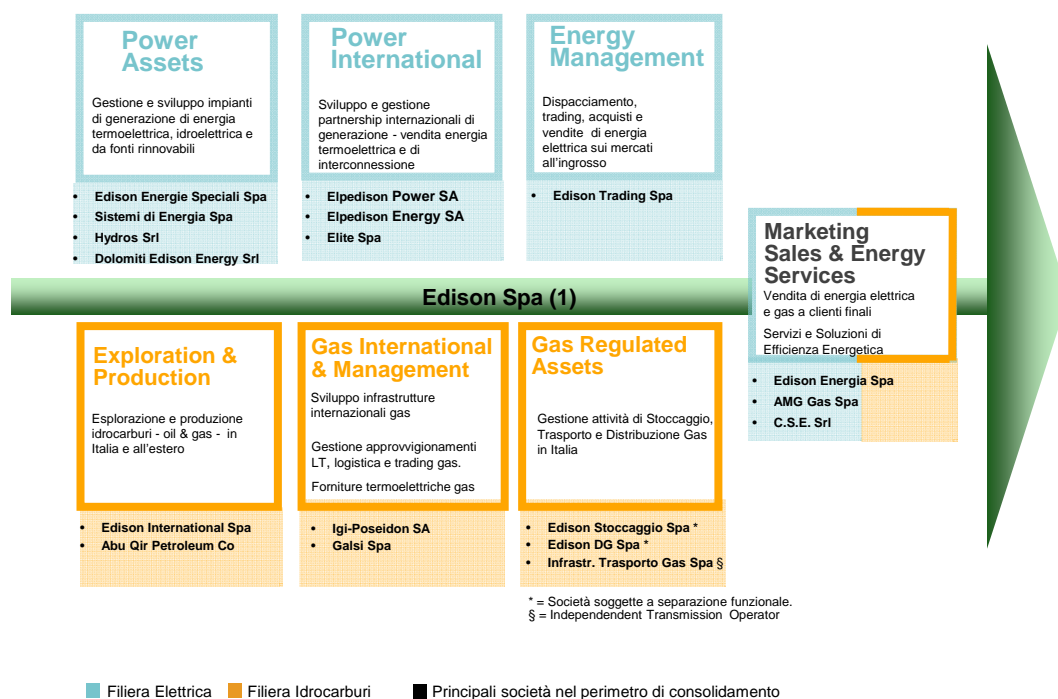 Power
Assets
Gestione e sviluppo impianti
di generazione di energia
termoelettrica, idroelettrica e
da fonti rinnovabili
• Edison Energie Speciali Spa
• Sistemi di Energia Spa
• Hydros Srl
• Dolomiti Edison Energy Srl
Power
International
Sviluppo e gestione
partnership internazionali di
generazione - vendita energia
termoelettrica e di
interconnessione
• Elpedison Power SA
• Elpedison Energy SA
• Elite Spa
Energy
Management
Dispacciamento,
trading, acquisti e
vendite di energia
elettrica sui mercati
all'ingrosso
• Edison Trading Spa
Marketing
Sales & Energy
Services
Vendita di energia elettrica
e gas a clienti finali
Servizi e Soluzioni di
Efficienza Energetica
• Edison Energia Spa
• AMG Gas Spa
• C.S.E. Srl
Edison Spa (1)
Exploration &
Production
Esplorazione e produzione
idrocarburi - oil & gas - in
Italia e all'estero
• Edison International Spa
• Abu Qir Petroleum Co
Gas International
& Management
Sviluppo infrastrutture
internazionali gas
Gestione approvvigionamenti
LT, logistica e trading gas.
Forniture termoelettriche gas
• Igi-Poseidon SA
• Galsi Spa
Gas Regulated
Assets
Gestione attività di Stoccaggio,
Trasporto e Distribuzione Gas
in Italia
• Edison Stoccaggio Spa *
• Edison DG Spa *
• Infrastr. Trasporto Gas Spa §
* = Società soggette a separazione funzionale.
§ = Independendent Transmission Operator
Filiera Elettrica
Filiera Idrocarburi
Principali società nel perimetro di consolidamento